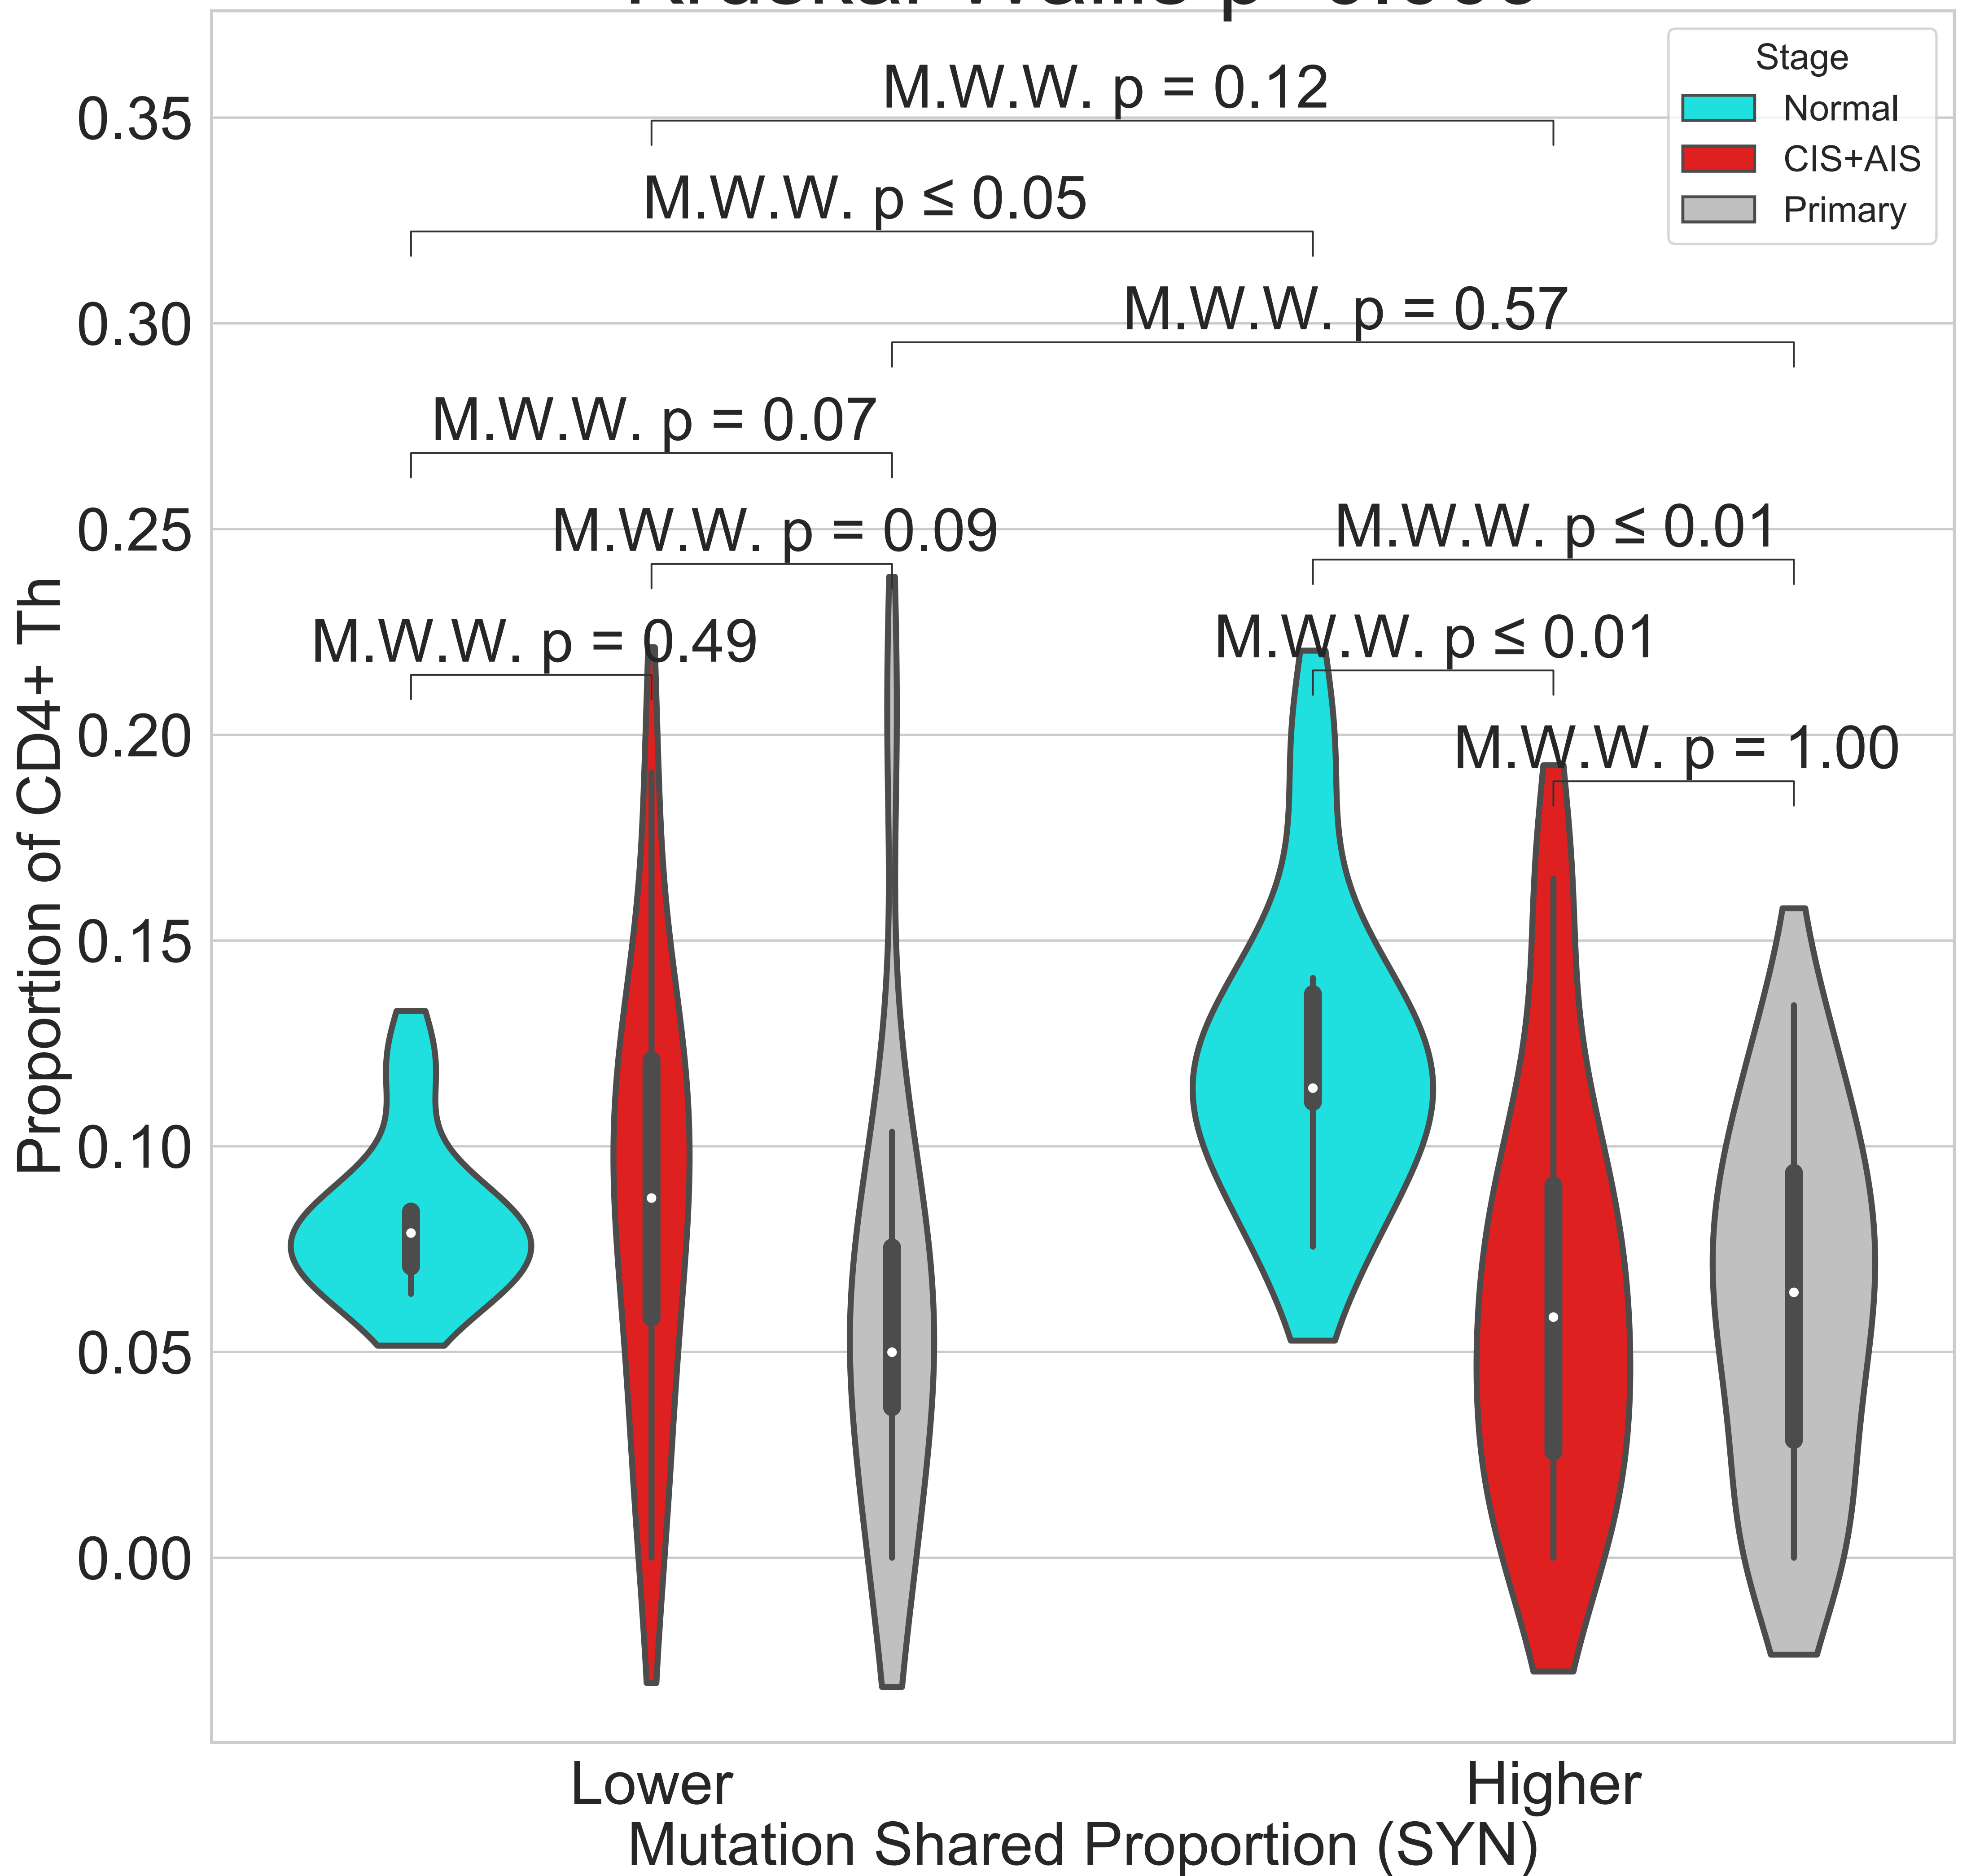 M.W.W. p = 0.12
M.W.W. p ≤ 0.05
M.W.W. p = 0.57
M.W.W. p = 0.07
M.W.W. p = 0.09
M.W.W. p = 0.49
M.W.W. p ≤ 0.01
M.W.W. p ≤ 0.01
M.W.W. p = 1.00
Stage
Normal
CIS+AIS
Primary
Proportion of CD4+ Th
0.35
0.30
0.25
0.20
0.15
0.10
0.05
0.00
Lower
Higher
Mutation Shared Proportion (SYN)